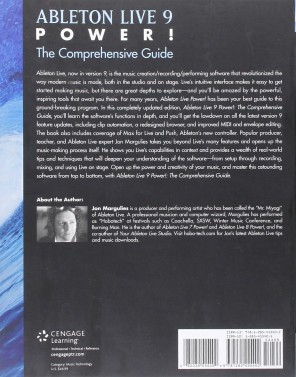 ABLETON LIVE 9
POWER!
The Comprehensive Guide
Ableton Live, now in version 9, is the music creation/recording/performing software that revolutionized the
way modern music is made, both in the studio and on stage. Live's intuitive interface makes it easy to get
started making music, but there are great depths to explore—and you'll be amazed by the powerful,
inspiring tools that await you there. For many years, Ableton Live Power! has been your best guide to this
ground-breaking program. In this completely updated edition, Ableton Live 9 Power!: The Comprehensive
Guide, you'll learn the software's functions in depth, and you'll get the lowdown on all the latest version 9
feature updates, including clip automation, a redesigned browser, and improved MIDI and envelope editing.
The book also includes coverage of Max for Live and Push, Ableton's new controller. Popular producer,
teacher, and Ableton Live expert Jon Margulies takes you beyond Live's many features and opens up the
music-making process itself. He shows you Live's capabilities in context and provides a wealth of real-world
tips and techniques that will deepen your understanding of the software—from setup through recording,
mixing, and using Live on stage. Open up the power and creativity of your music, and master this astonishing
software from top to bottom, with Ableton Live 9 Power!: The Comprehensive Guide.
About the Author:
Jon Margulies is a producer and performing artist who has been called the "Mr. Miyagi"
of Ableton Live. A professional musician and computer wizard, Margulies has performed
as "Hobotech" at festivals such as Coachella, SXSW, Symbiosis, Lightning in a Bottle, and
Burning Man. He is the author of Ableton Live 7 Power! and Ableton Live 8 Power!, and the
co-author of Your Ableton Live Studio. Visit hobo-tech.com for Jon's latest Ableton Live tips
and music downloads.
CENGAGE
Learning
Professional • Technical • Reference
cengageptr.com
Category: Music Technology